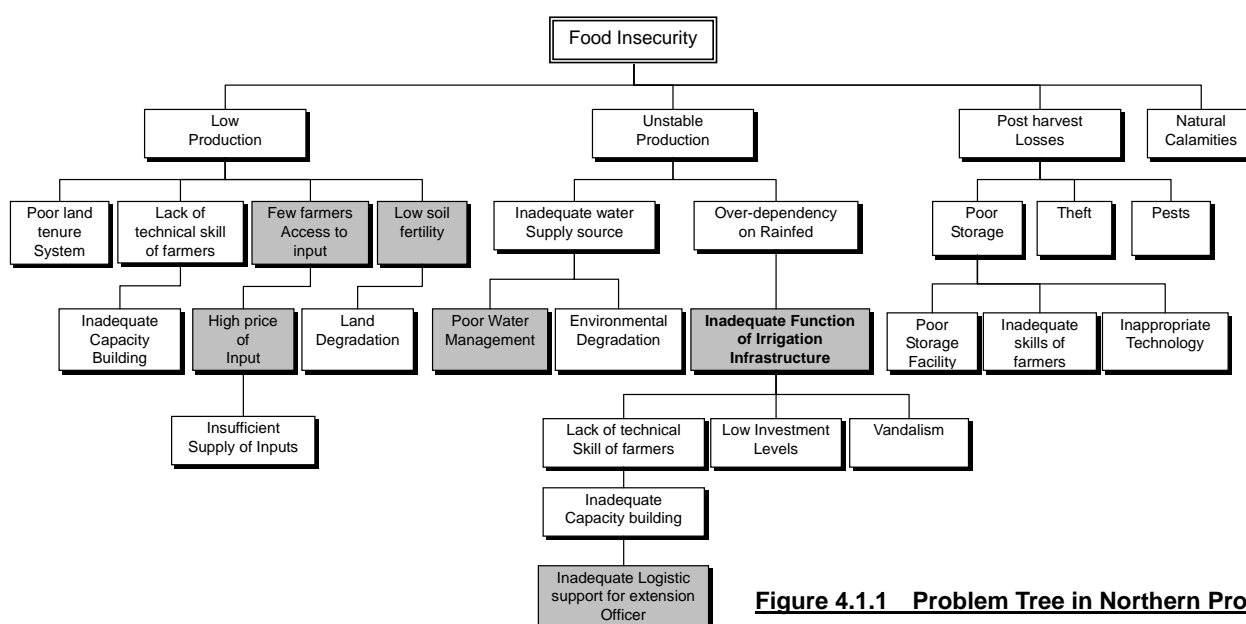 Food Insecurity
Low
Production
Unstable
Production
Post harvest
Losses
Natural
Calamities
Poor land
tenure
System
Lack of
technical skill
of farmers
Few farmers
Access to
input
Low soil
fertility
Inadequate water
Supply source
Over-dependency
on Rainfed
Poor
Storage
Theft
Pests
Inadequate
Capacity
Building
High price
of
Input
Land
Degradation
Poor Water
Management
Environmental
Degradation
Inadequate Function
of Irrigation
Infrastructure
Poor
Storage
Facility
Inadequate
skills of
farmers
Inappropriate
Technology
Insufficient
Supply of Inputs
Lack of technical
Skill of farmers
Low Investment
Levels
Vandalism
Inadequate
Capacity building
Inadequate Logistic
support for extension
Officer
Figure 4.1.1 Problem Tree in Northern Pro